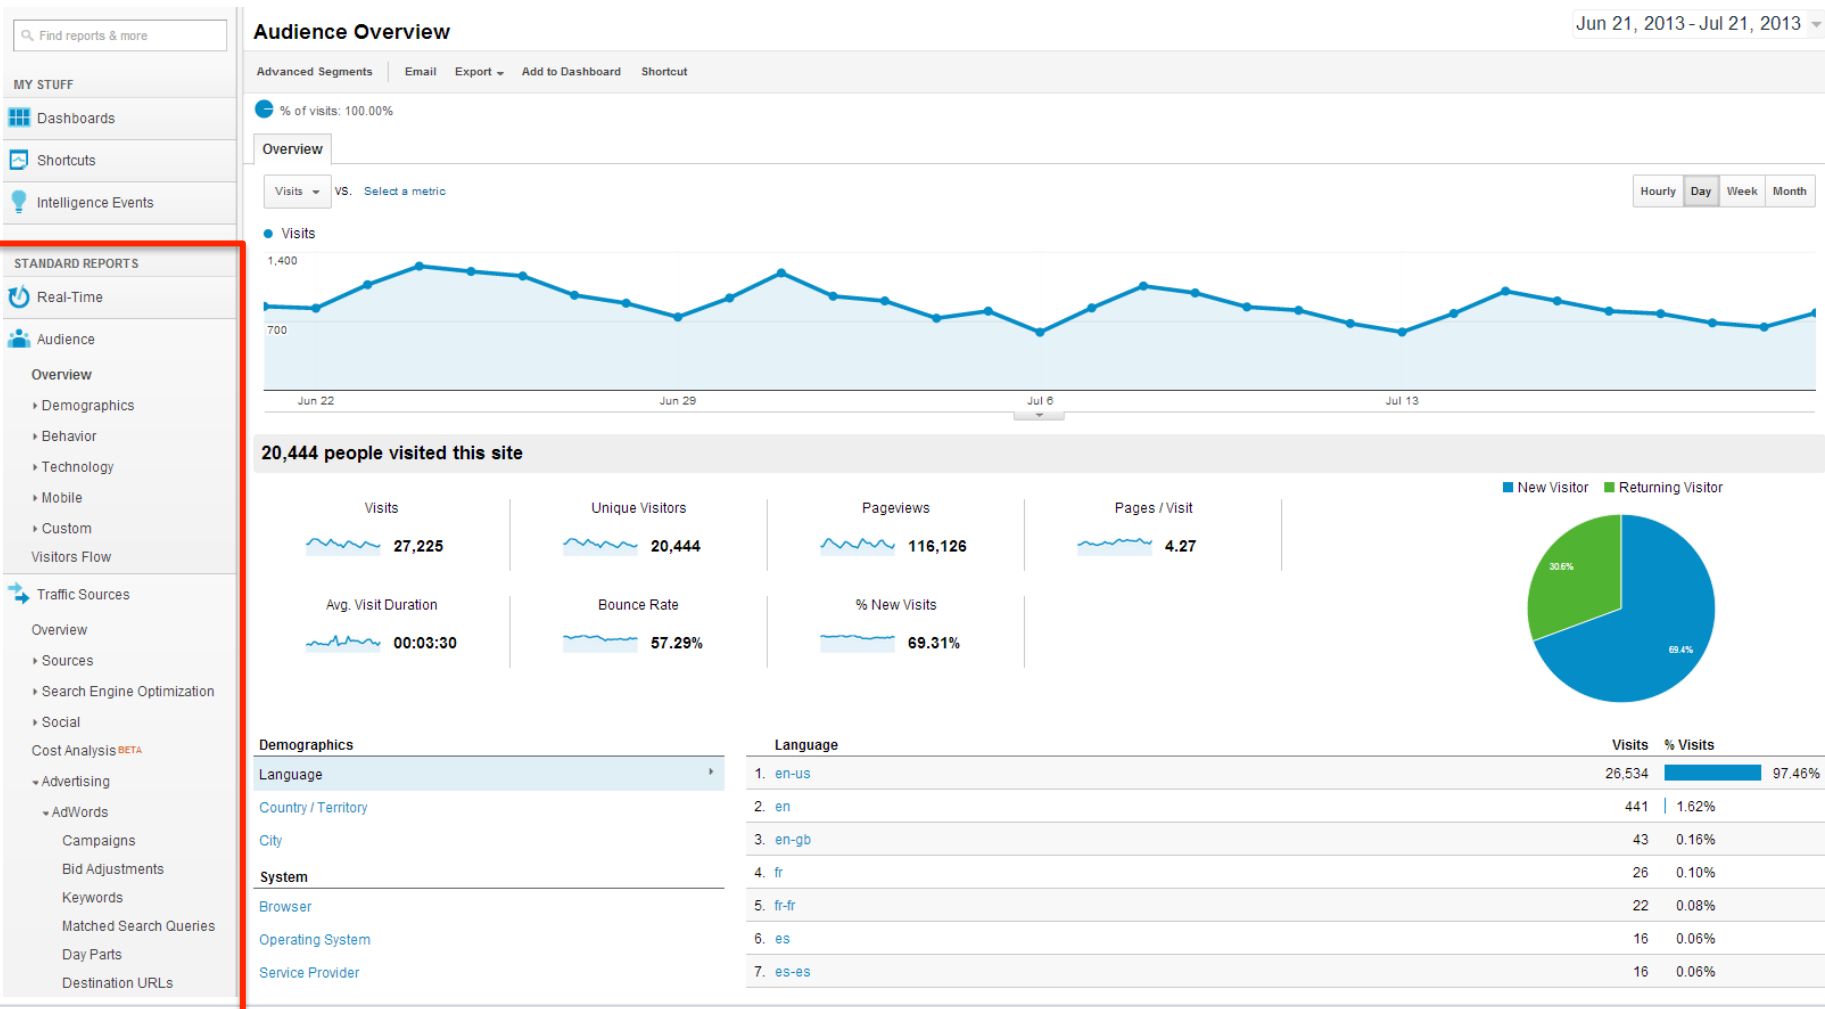 Find reports & more
MY STUFF
Dashboards
Shortcuts
Intelligence Events
STANDARD REPORTS
Real-Time
Audience
Overview
Demographics
Behavior
Technology
Mobile
Custom
Visitors Flow
Traffic Sources
Overview
Sources
Search Engine Optimization
Social
Cost Analysis BETA
Advertising
AdWords
Campaigns
Bid Adjustments
Keywords
Matched Search Queries
Day Parts
Destination URLs
Audience Overview
Jun 21, 2013 - Jul 21, 2013
Advanced Segments Email Export Add to Dashboard Shortcut
% of visits: 100.00%
Overview
Visits VS. Select a metric
Hourly Day Week Month
Visits
1,400
700
Jun 22 Jun 29 Jul 6 Jul 13
20,444 people visited this site
Visits Unique Visitors Pageviews Pages / Visit
27,225 20,444 116,126 4.27
Avg. Visit Duration Bounce Rate % New Visits
00:03:30 57.29% 69.31%
New Visitor Returning Visitor
30.6%
69.4%
Demographics
Language
Country / Territory
City
System
Browser
Operating System
Service Provider
Language Visits % Visits
1. en-us 26,534 97.46%
2. en 441 1.62%
3. en-gb 43 0.16%
4. fr 26 0.10%
5. fr-fr 22 0.08%
6. es 16 0.06%
7. es-es 16 0.06%